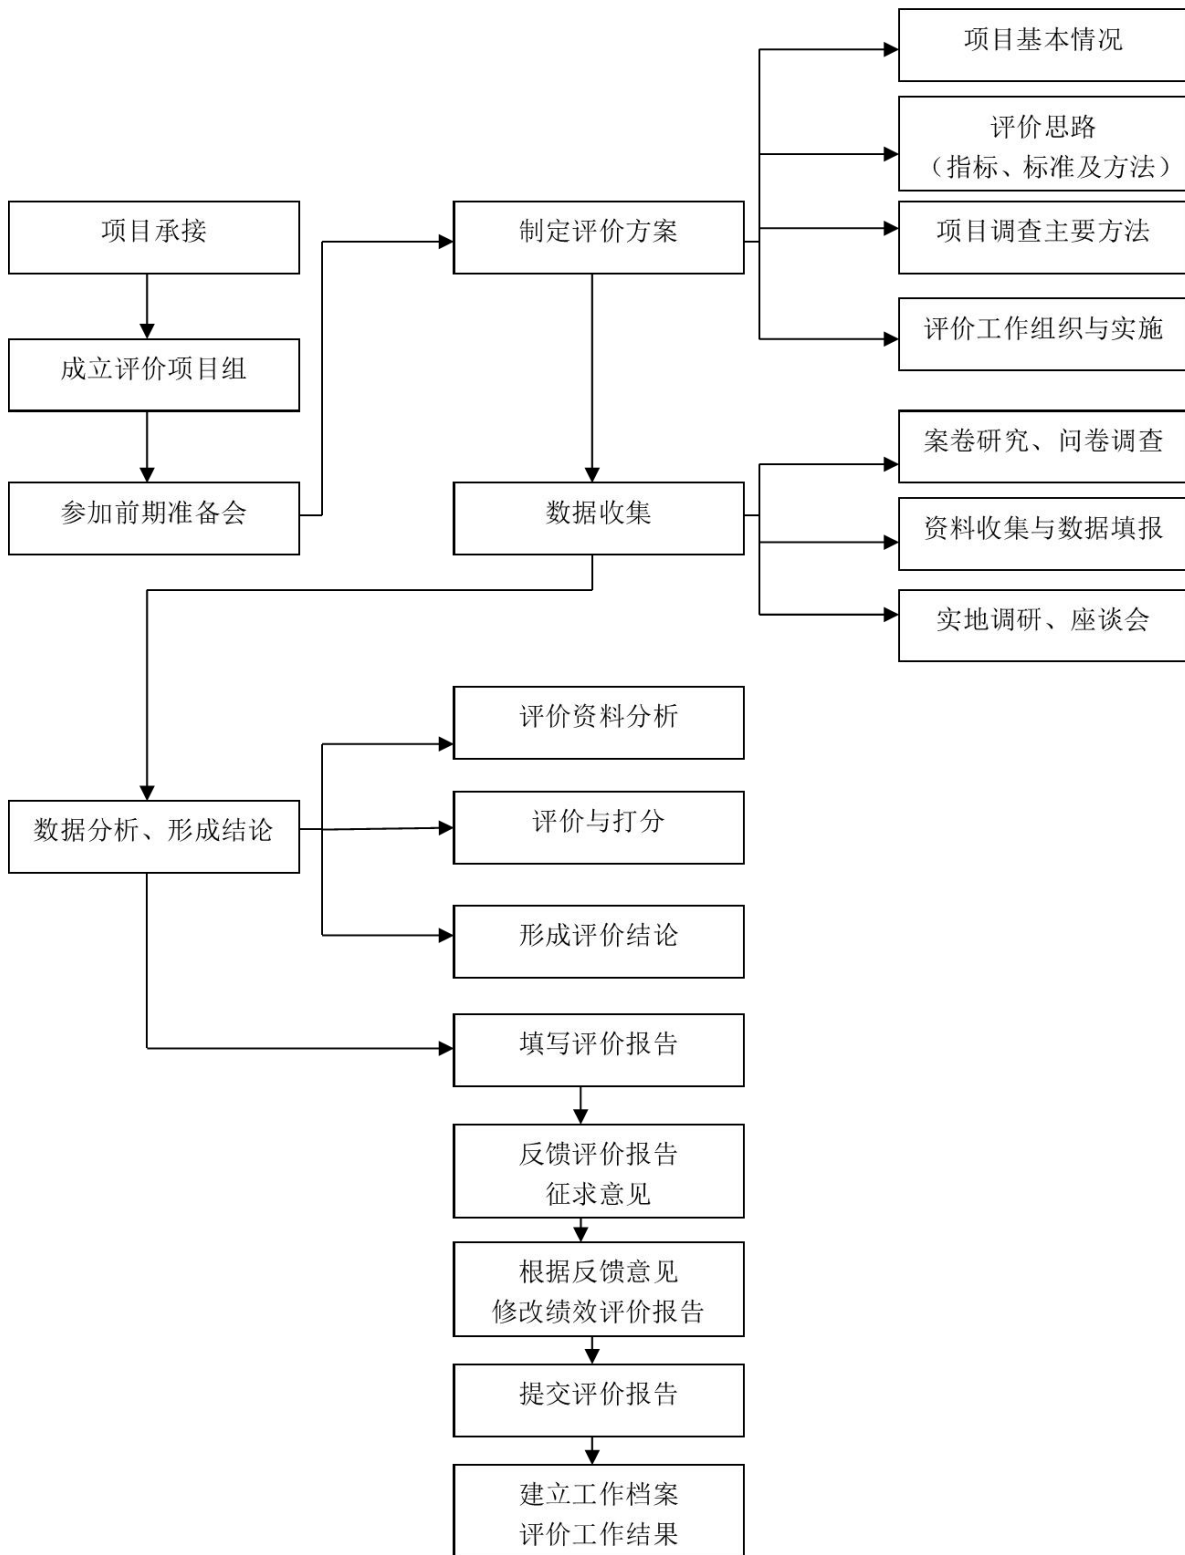 项目基本情况
评价思路
（指标、标准及方法）
项目承接
制定评价方案
项目调查主要方法
评价工作组织与实施
成立评价项目组
案卷研究、问卷调查
参加前期准备会
数据收集
资料收集与数据填报
实地调研、座谈会
评价资料分析
数据分析、形成结论
评价与打分
形成评价结论
填写评价报告
反馈评价报告
征求意见
根据反馈意见
修改绩效评价报告
提交评价报告
建立工作档案
评价工作结果